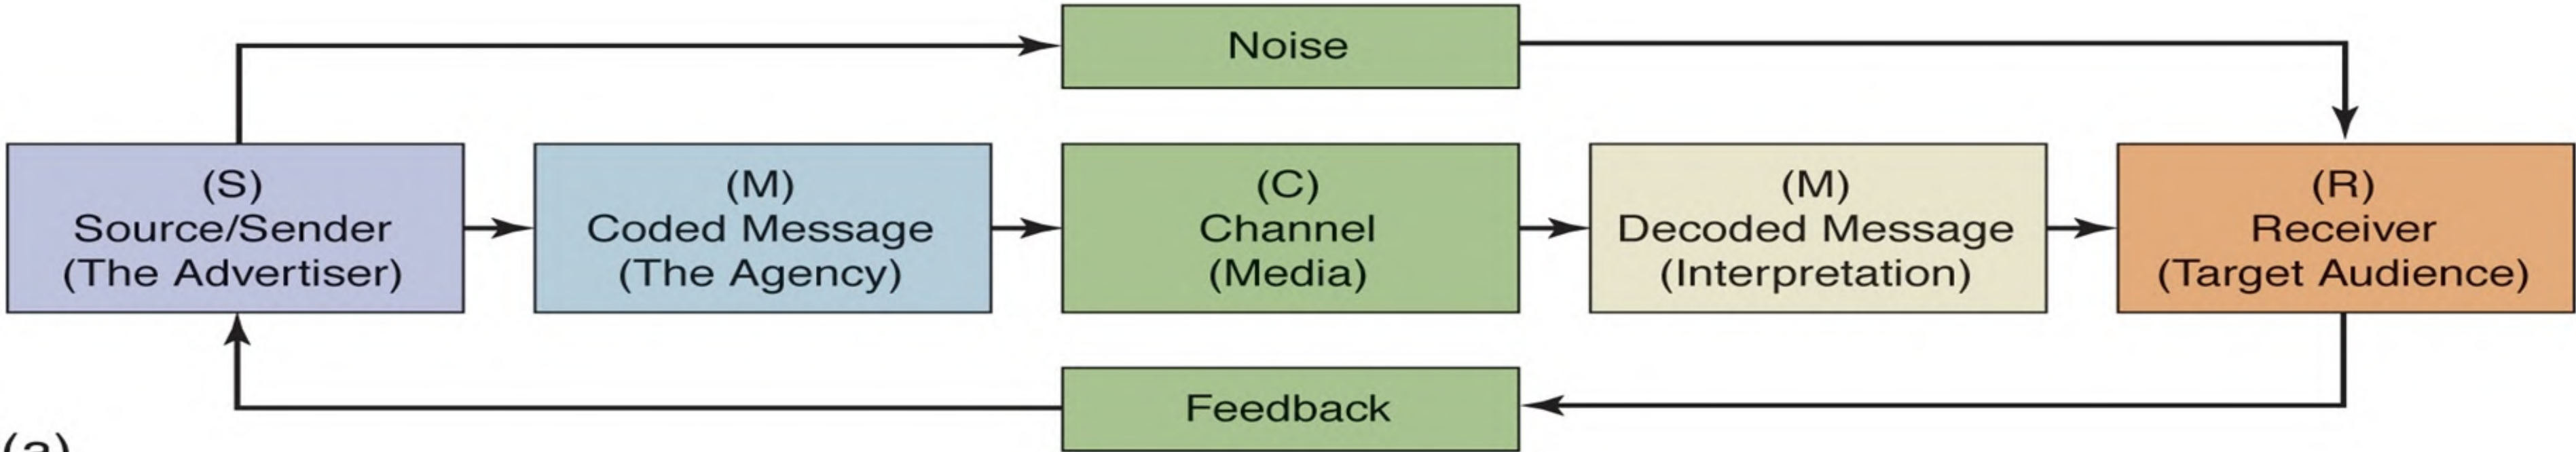 Noise
(S)
Source/Sender
(The Advertiser)
(M)
Coded Message
(The Agency)
(C)
Channel
(Media)
(M)
Decoded Message
(Interpretation)
(R)
Receiver
(Target Audience)
Feedback
(a)